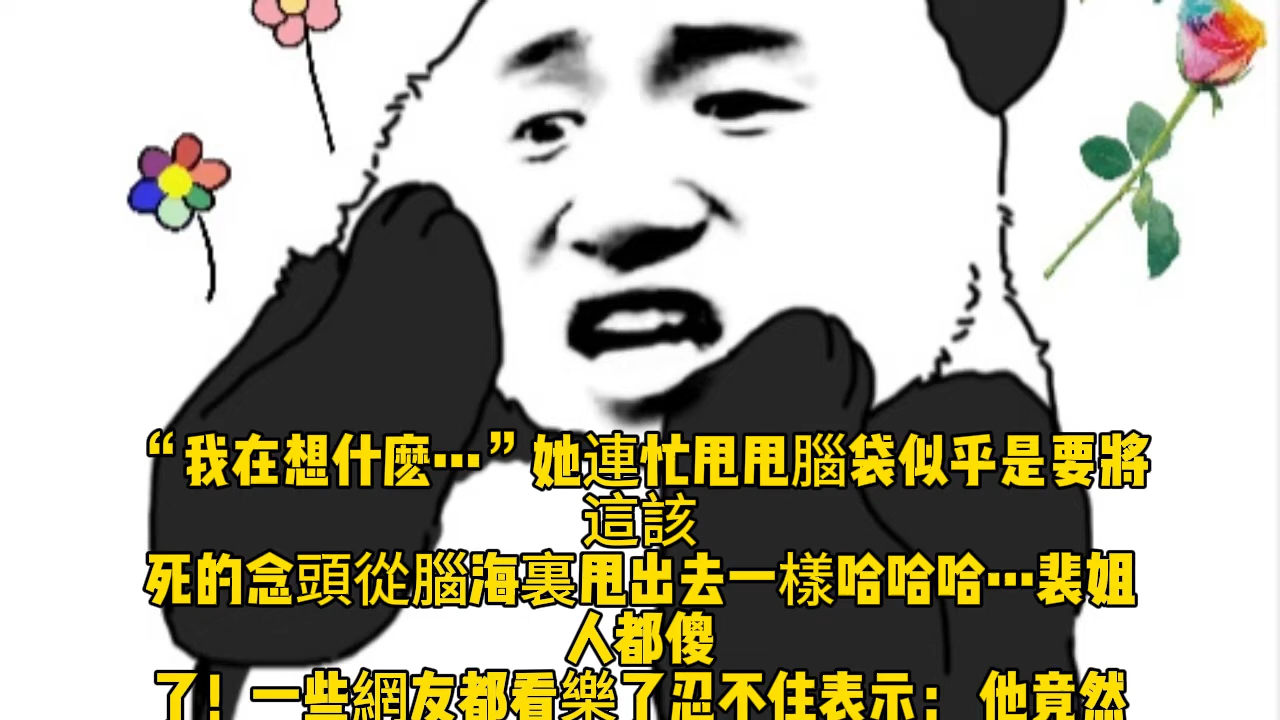 “我在想什麽…”她連忙甩甩腦袋似乎是要將
這該
死的念頭從腦海裏甩出去一樣哈哈哈…裴姐
人都傻
了！一些網友都看樂了忍不住表示：他竟然